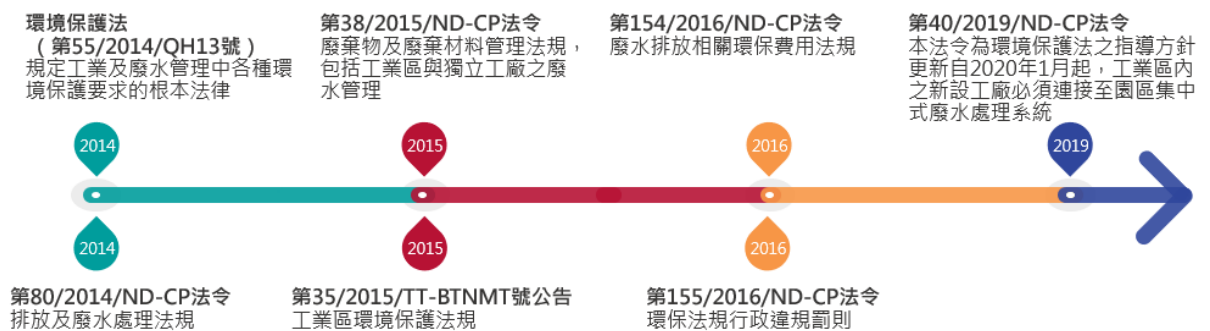 環境保護法
（第55/2014/QH13號）
規定工業及廢水管理中各種環
境保護要求的根本法律
第38/2015/ND-CP法令
廢棄物及廢棄材料管理法規，
包括工業區與獨立工廠之廢
水管理
第154/2016/ND-CP法令
廢水排放相關環保費用法規
第40/2019/ND-CP法令
本法令為環境保護法之指導方針
更新自2020年1月起，工業區內
之新設工廠必須連接至園區集中
式廢水處理系統
2014
2015
2016
2019
2014
2015
2016
第80/2014/ND-CP法令
排放及廢水處理法規
第35/2015/TT-BTNMT號公告
工業區環境保護法規
第155/2016/ND-CP法令
環保法規行政違規罰則